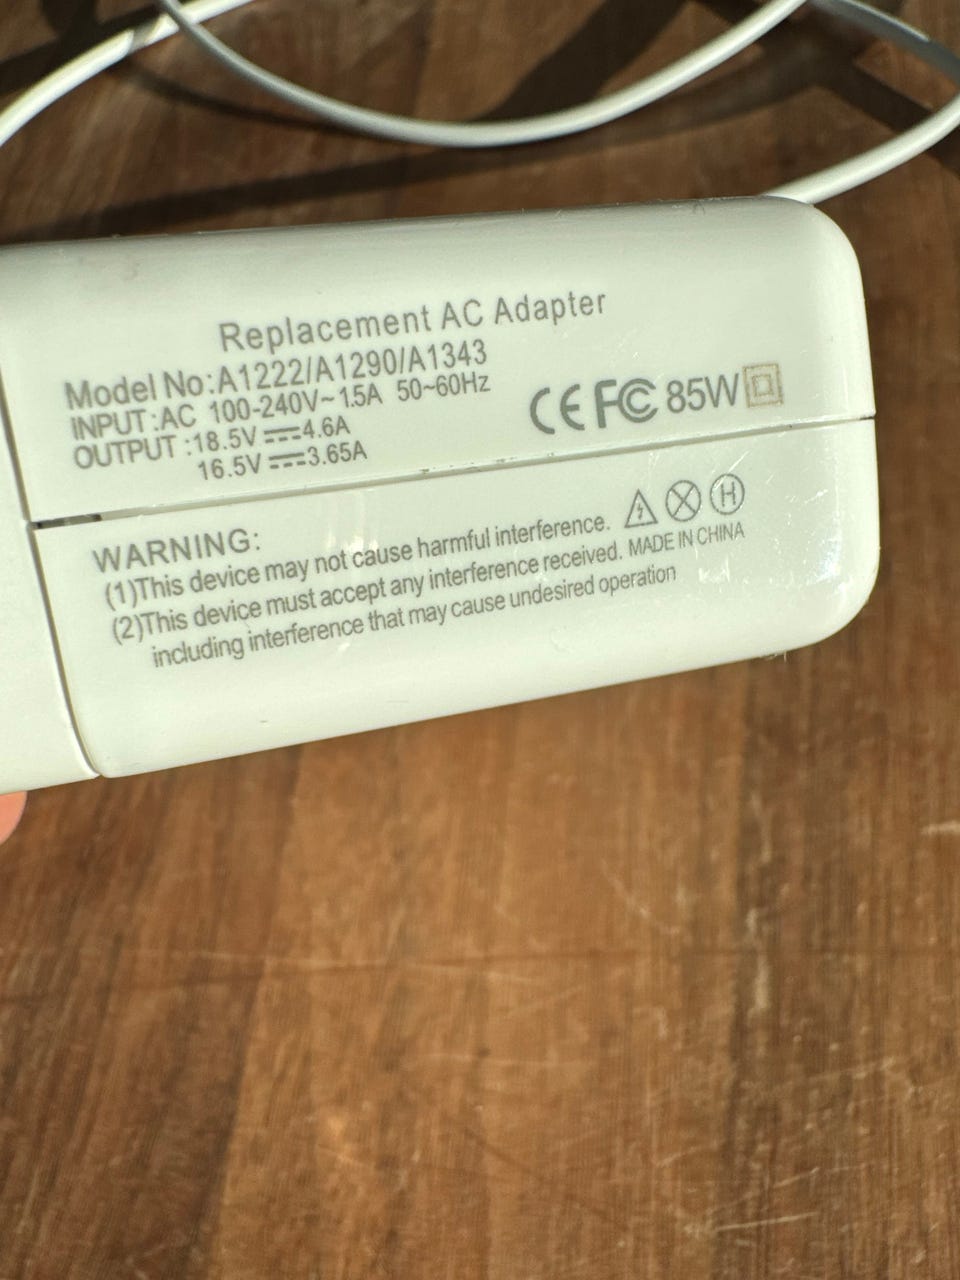 Replacement AC Adapter
Model No:A1222/A1290/A1343
INPUT:AC 100-240V~1.5A 50~60Hz
OUTPUT:18.5V⎓4.6A
16.5V⎓3.65A
CE FC 85W
WARNING:
(1)This device may not cause harmful interference.
(2)This device must accept any interference received. MADE IN CHINA
including interference that may cause undesired operation
H